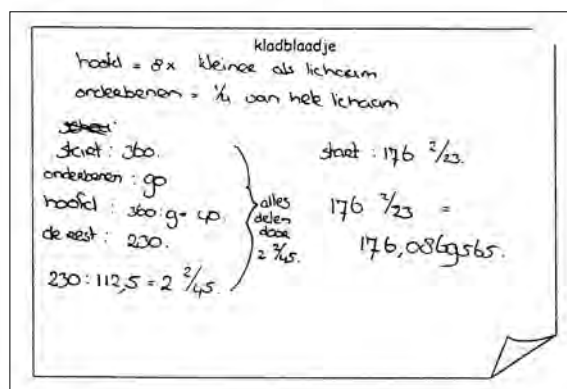 kladblaadje
hoofd = 8x kleiner als lichaam
onderbenen = 1/4 van hele lichaam
start : 360.
onderbenen : 90
hoofd : 360:9= 40.
de rest : 230.
230:112,5 = 2 2/45.
alles
delen
door
2 2/45.
start : 176 2/23.
176 2/23 =
176,0869565.